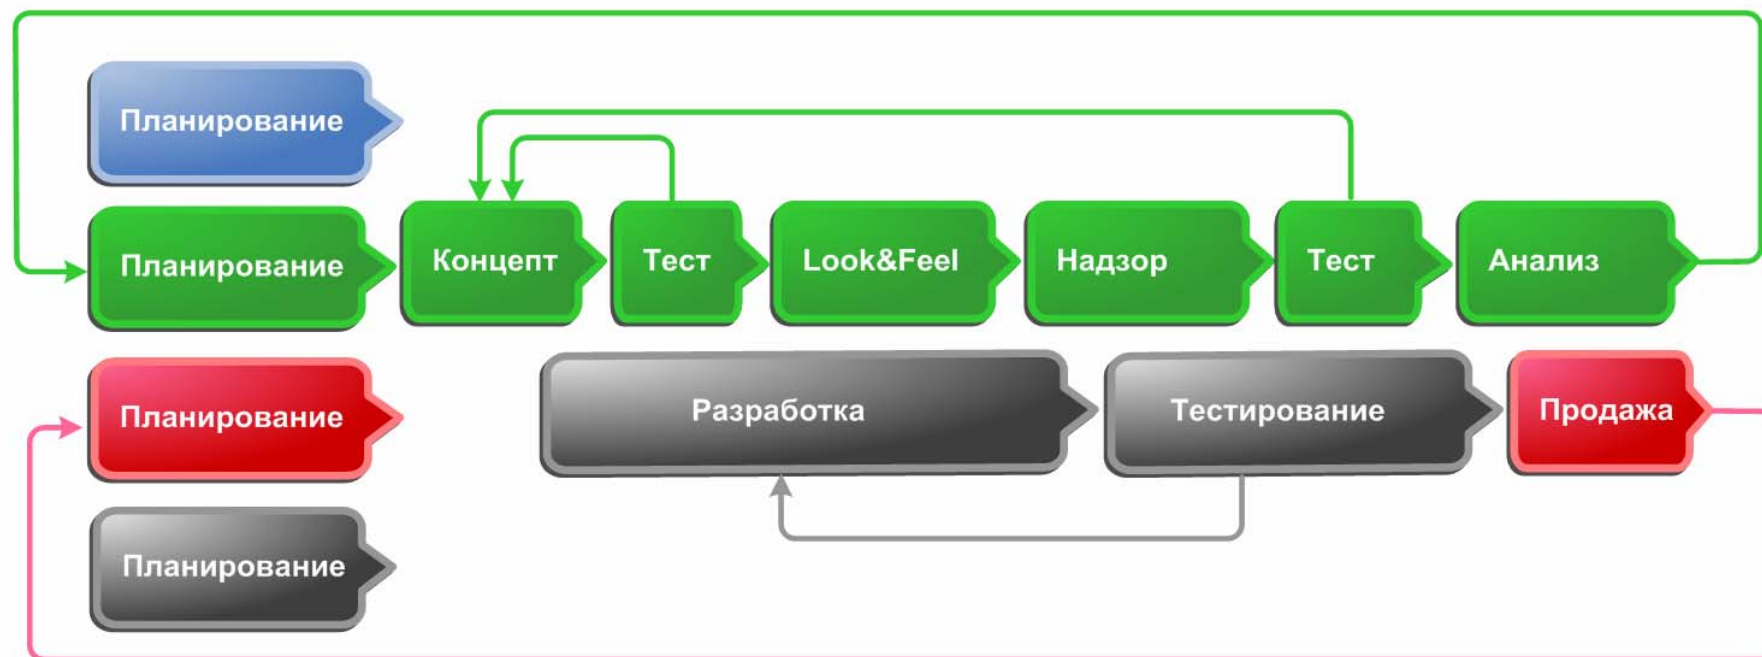 Планирование
Планирование
Концепт
Тест
Look&Feel
Надзор
Тест
Анализ
Планирование
Разработка
Тестирование
Продажа
Планирование